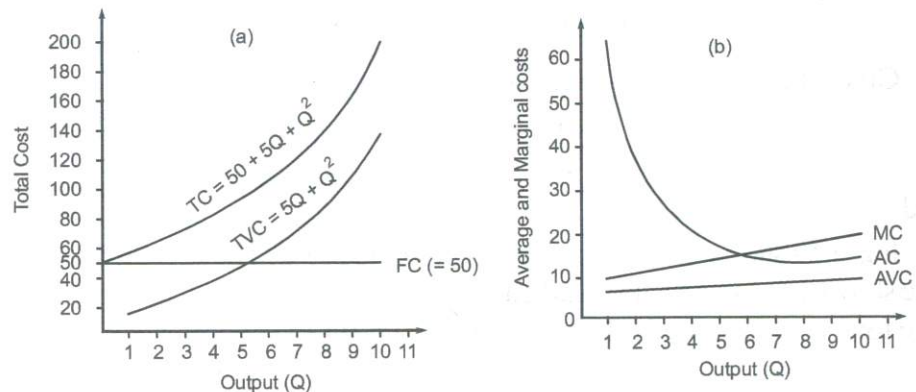 (a)
Total Cost
200
180
160
140
120
100
80
60
50
40
20
TC = 50 + 5Q + Q²
TVC = 5Q + Q²
FC (= 50)
1 2 3 4 5 6 7 8 9 10 11
Output (Q)
(b)
Average and Marginal costs
60
50
40
30
20
10
0
MC
AC
AVC
1 2 3 4 5 6 7 8 9 10 11
Output (Q)